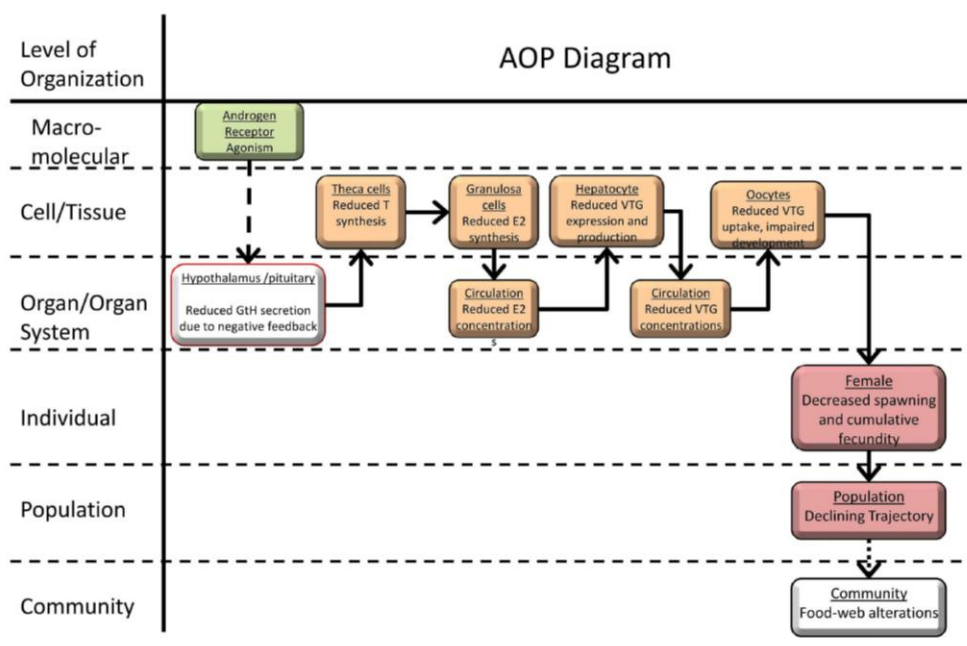 Level of
Organization
AOP Diagram
Macro-
molecular
Androgen
Receptor
Agonism
Cell/Tissue
Theca cells
Reduced T
synthesis
Granulosa
cells
Reduced E2
synthesis
Hepatocyte
Reduced VTG
expression and
production
Oocytes
Reduced VTG
uptake, impaired
development
Organ/Organ
System
Hypothalamus /pituitary
Reduced GtH secretion
due to negative feedback
Circulation
Reduced E2
concentration
s
Circulation
Reduced VTG
concentrations
Individual
Female
Decreased spawning
and cumulative
fecundity
Population
Population
Declining Trajectory
Community
Community
Food-web alterations